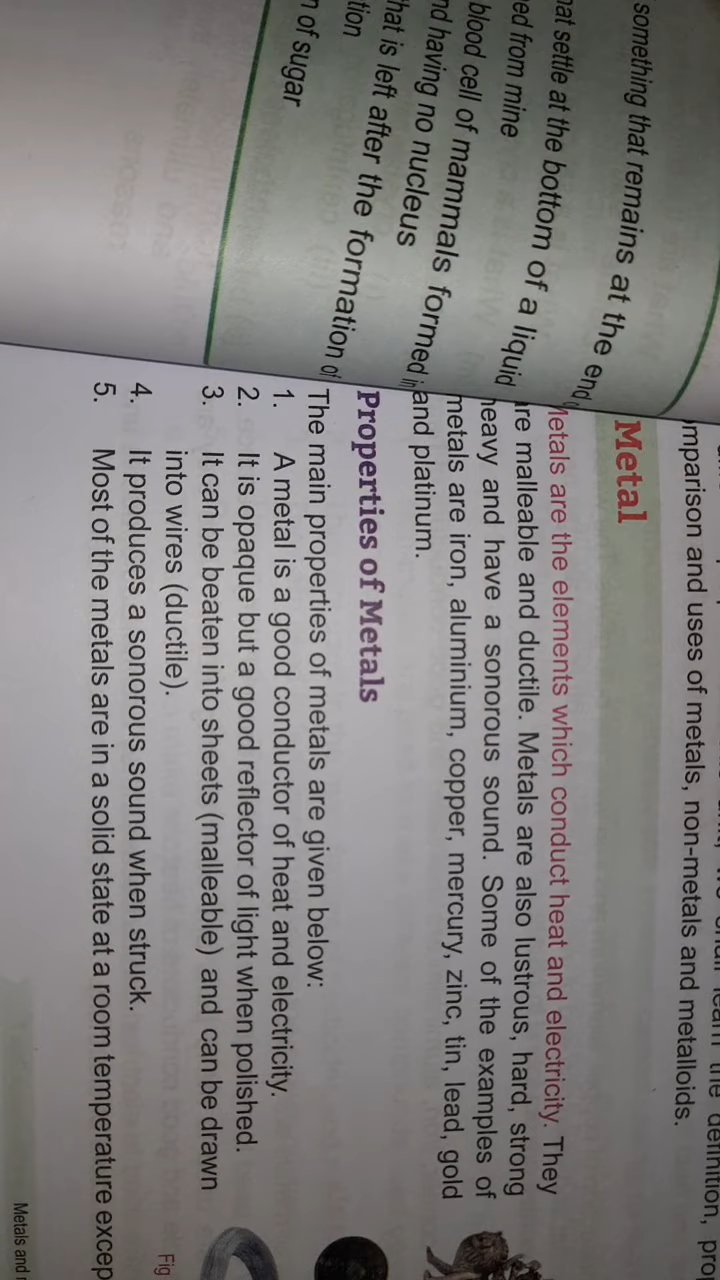 something that remains at the end
at settle at the bottom of a liquid
ed from mine
blood cell of mammals formed in
nd having no nucleus
hat is left after the formation of
tion
n of sugar
learn the definition, prop
mparison and uses of metals, non-metals and metalloids.
Metal
Metals are the elements which conduct heat and electricity. They
are malleable and ductile. Metals are also lustrous, hard, strong
heavy and have a sonorous sound. Some of the examples of
metals are iron, aluminium, copper, mercury, zinc, tin, lead, gold
and platinum.
Properties of Metals
The main properties of metals are given below:
1. A metal is a good conductor of heat and electricity.
2. It is opaque but a good reflector of light when polished.
3. It can be beaten into sheets (malleable) and can be drawn
into wires (ductile).
4. It produces a sonorous sound when struck.
5. Most of the metals are in a solid state at a room temperature excep
Fig
Metals and